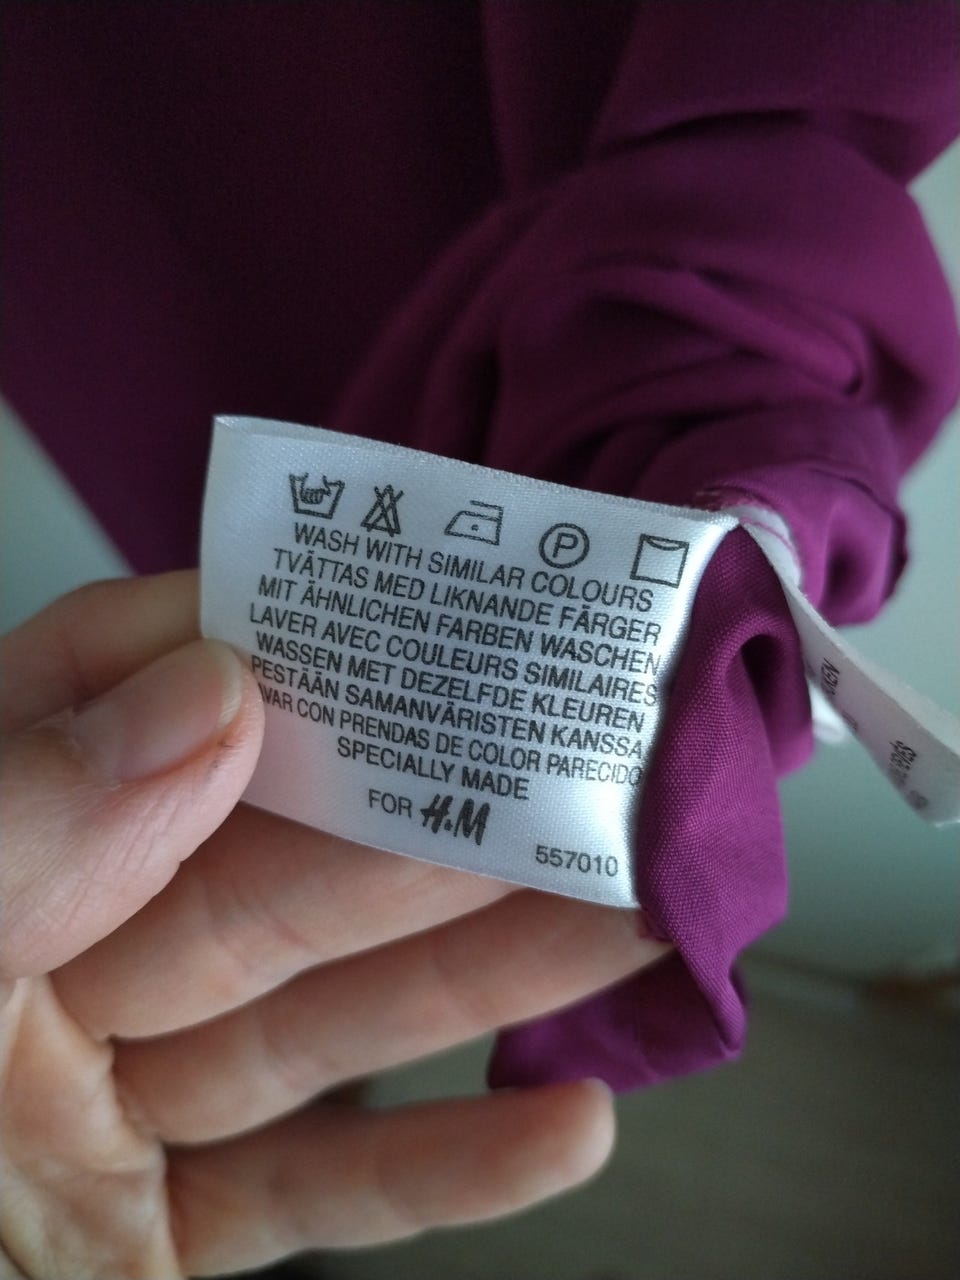 P
WASH WITH SIMILAR COLOURS
TVÄTTAS MED LIKNANDE FÄRGER
MIT ÄHNLICHEN FARBEN WASCHEN
LAVER AVEC COULEURS SIMILAIRES
WASSEN MET DEZELFDE KLEUREN
PESTÄÄN SAMANVÄRISTEN KANSSA
CON PRENDAS DE COLOR PARECIDO
SPECIALLY MADE
FOR H&M
557010